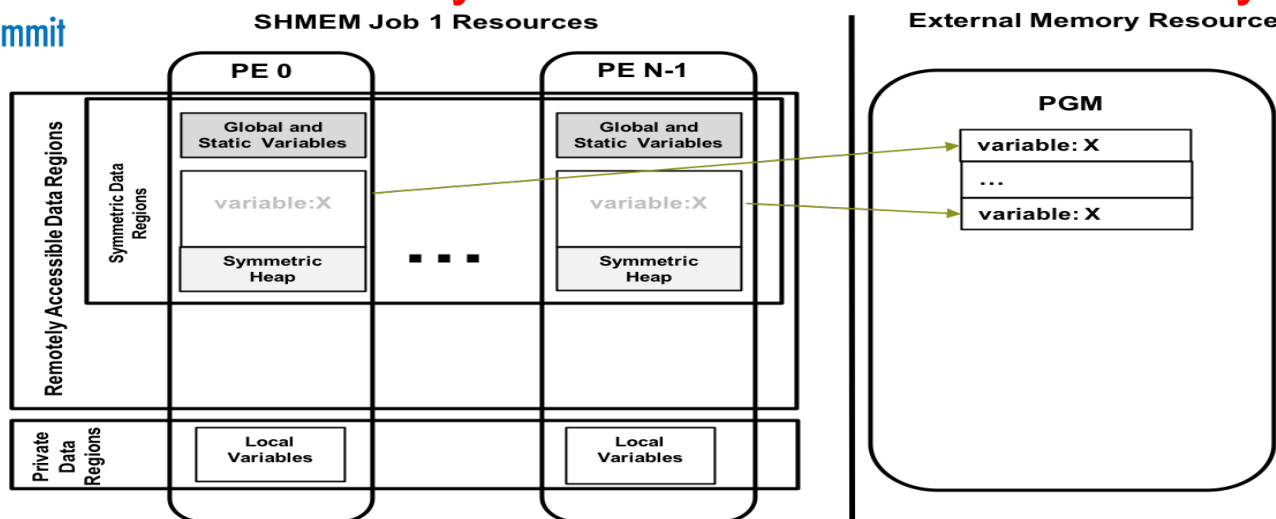 SHMEM Job 1 Resources
External Memory Resource
mmit
PE 0
PE N-1
PGM
Remotely Accessible Data Regions
Symmetric Data
Regions
Global and
Static Variables
variable:X
Symmetric
Heap
...
Global and
Static Variables
variable:X
Symmetric
Heap
variable: X
...
variable: X
Private
Data
Regions
Local
Variables
Local
Variables